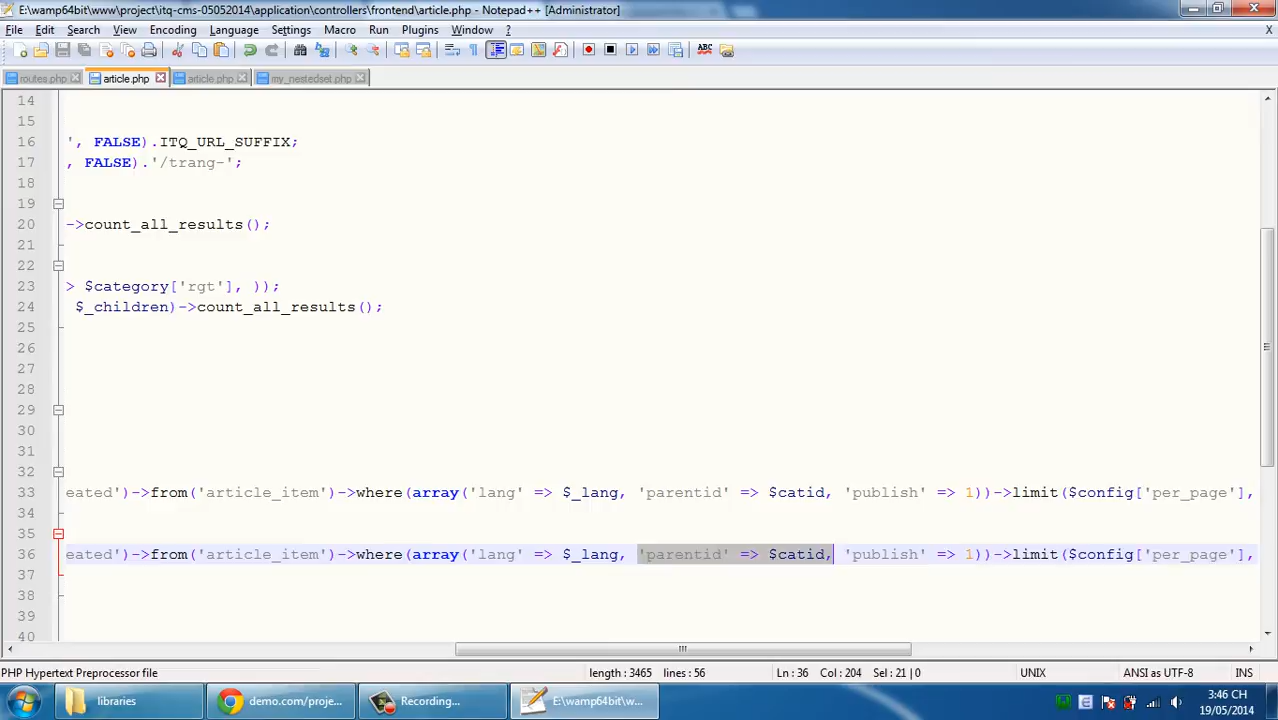 E:\wamp64bit\www\project\itq-cms-05052014\application\controllers\frontend\article.php - Notepad++ [Administrator]
File Edit Search View Encoding Language Settings Macro Run Plugins Window ? X
routes.php article.php article.php my_nestedset.php
14
15
16 ', FALSE).ITQ_URL_SUFFIX;
17 , FALSE).'/trang-';
18
19
20 ->count_all_results();
21
22
23 > $category['rgt'], ));
24 $_children)->count_all_results();
25
26
27
28
29
30
31
32
33 eated')->from('article_item')->where(array('lang' => $_lang, 'parentid' => $catid, 'publish' => 1))->limit($config['per_page'],
34
35
36 eated')->from('article_item')->where(array('lang' => $_lang, 'parentid' => $catid, 'publish' => 1))->limit($config['per_page'],
37
38
39
40
PHP Hypertext Preprocessor file length : 3465 lines : 56 Ln : 36 Col : 204 Sel : 21 | 0 UNIX ANSI as UTF-8 INS
libraries demo.com/proje... Recording... E:\wamp64bit\w... 3:46 CH
19/05/2014